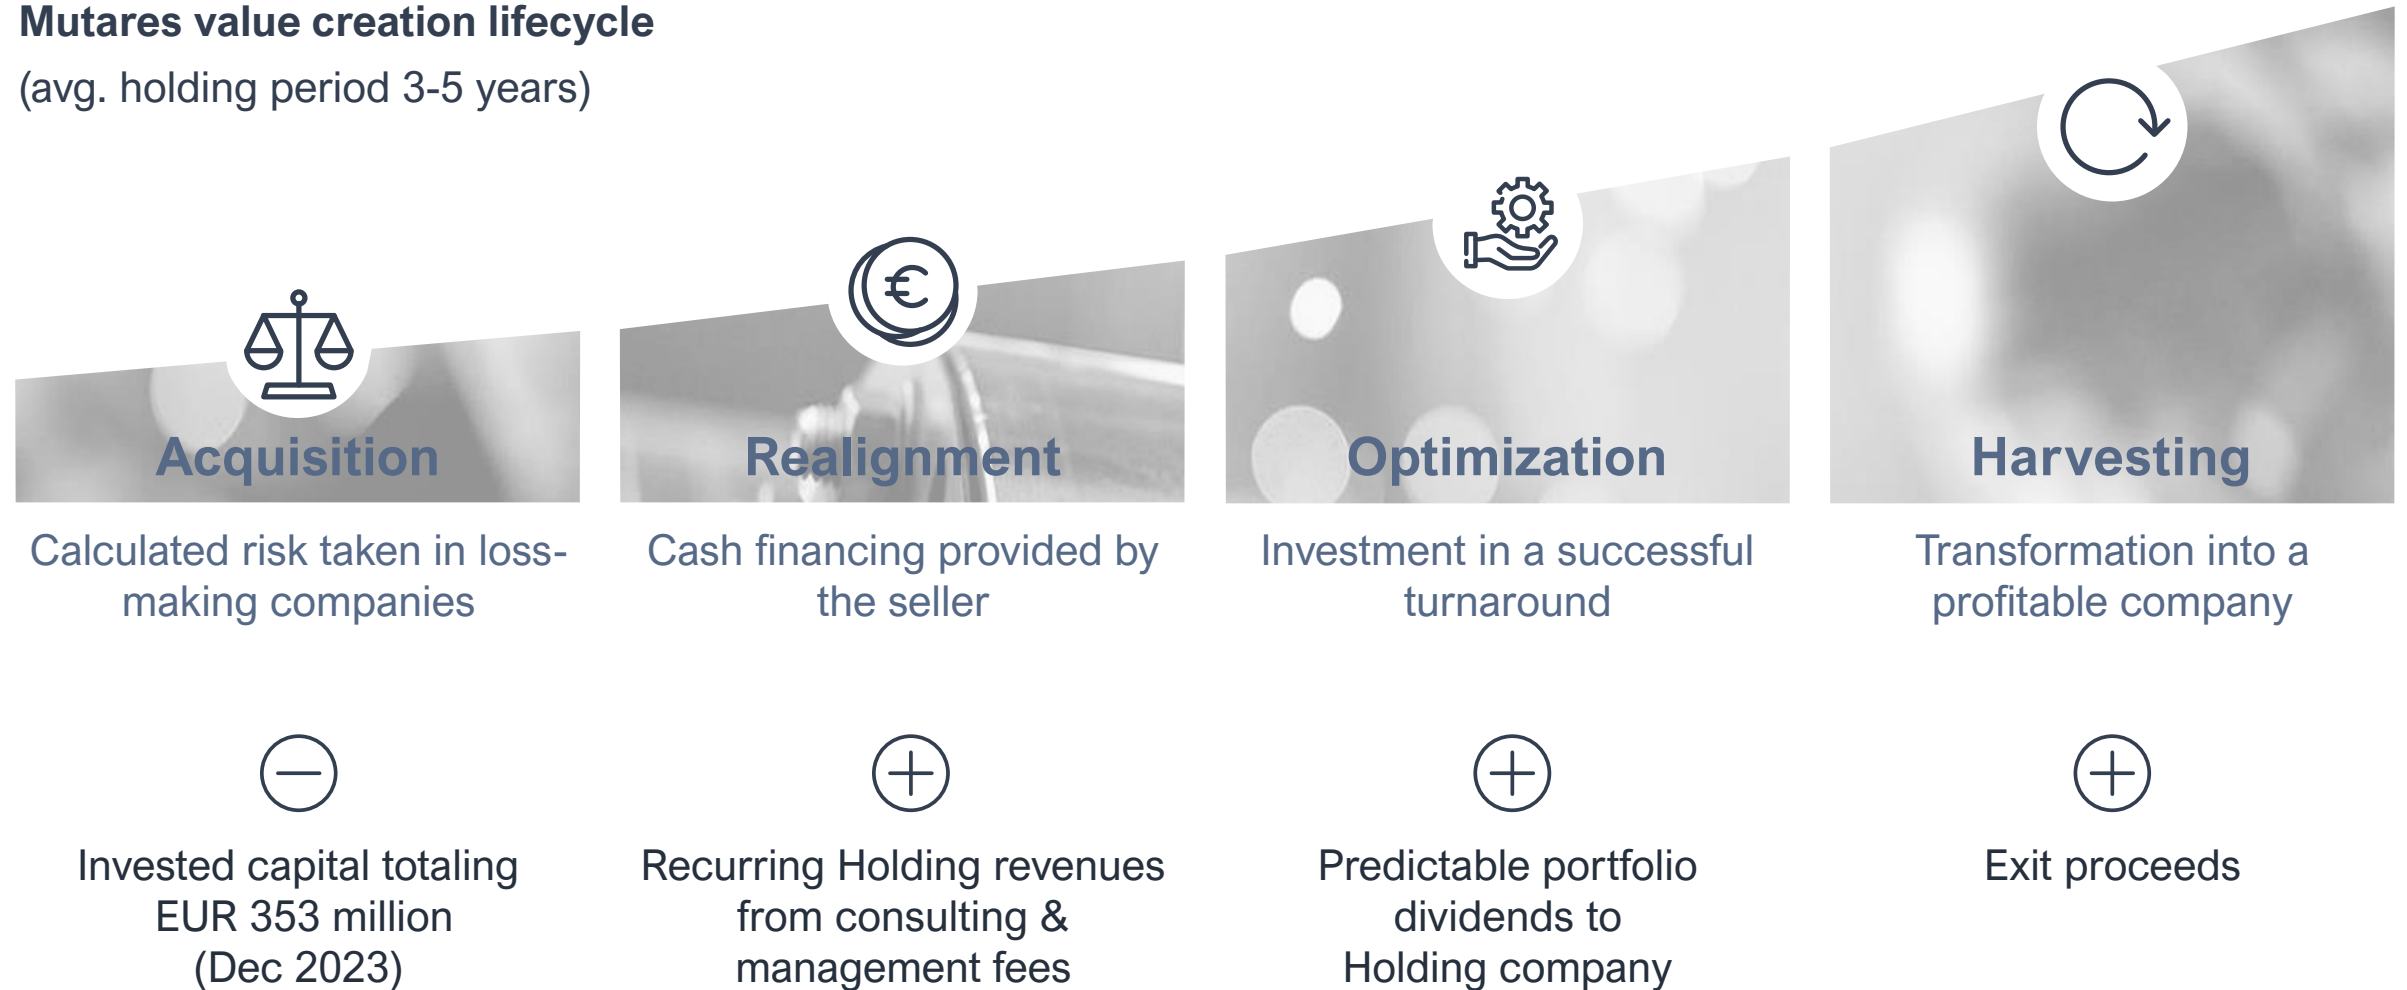 Mutares value creation lifecycle
(avg. holding period 3-5 years)
Acquisition
Calculated risk taken in loss-
making companies
Invested capital totaling
EUR 353 million
(Dec 2023)
Realignment
Cash financing provided by
the seller
Recurring Holding revenues
from consulting &
management fees
Optimization
Investment in a successful
turnaround
Predictable portfolio
dividends to
Holding company
Harvesting
Transformation into a
profitable company
Exit proceeds